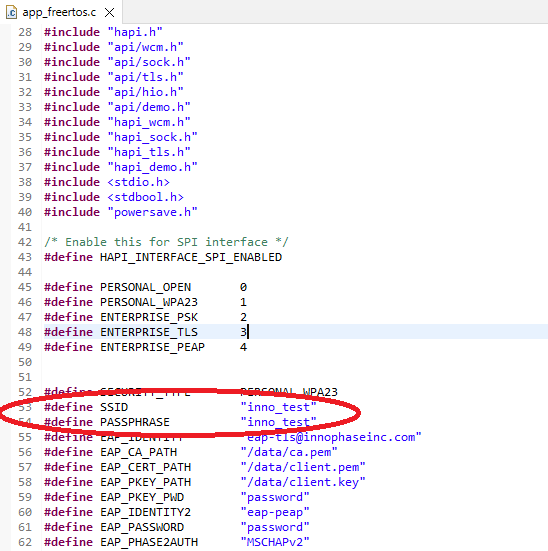 app_freertos.c
28 #include "hapi.h"
29 #include "api/wcm.h"
30 #include "api/sock.h"
31 #include "api/tls.h"
32 #include "api/hio.h"
33 #include "api/demo.h"
34 #include "hapi_wcm.h"
35 #include "hapi_sock.h"
36 #include "hapi_tls.h"
37 #include "hapi_demo.h"
38 #include <stdio.h>
39 #include <stdbool.h>
40 #include "powersave.h"
41
42 /* Enable this for SPI interface */
43 #define HAPI_INTERFACE_SPI_ENABLED
44
45 #define PERSONAL_OPEN 0
46 #define PERSONAL_WPA23 1
47 #define ENTERPRISE_PSK 2
48 #define ENTERPRISE_TLS 3
49 #define ENTERPRISE_PEAP 4
50
51
52 #define SECURITY_TYPE PERSONAL_WPA23
53 #define SSID "inno_test"
54 #define PASSPHRASE "inno_test"
55 #define EAP_IDENTITY "eap-tls@innophaseinc.com"
56 #define EAP_CA_PATH "/data/ca.pem"
57 #define EAP_CERT_PATH "/data/client.pem"
58 #define EAP_PKEY_PATH "/data/client.key"
59 #define EAP_PKEY_PWD "password"
60 #define EAP_IDENTITY2 "eap-peap"
61 #define EAP_PASSWORD "password"
62 #define EAP_PHASE2AUTH "MSCHAPv2"